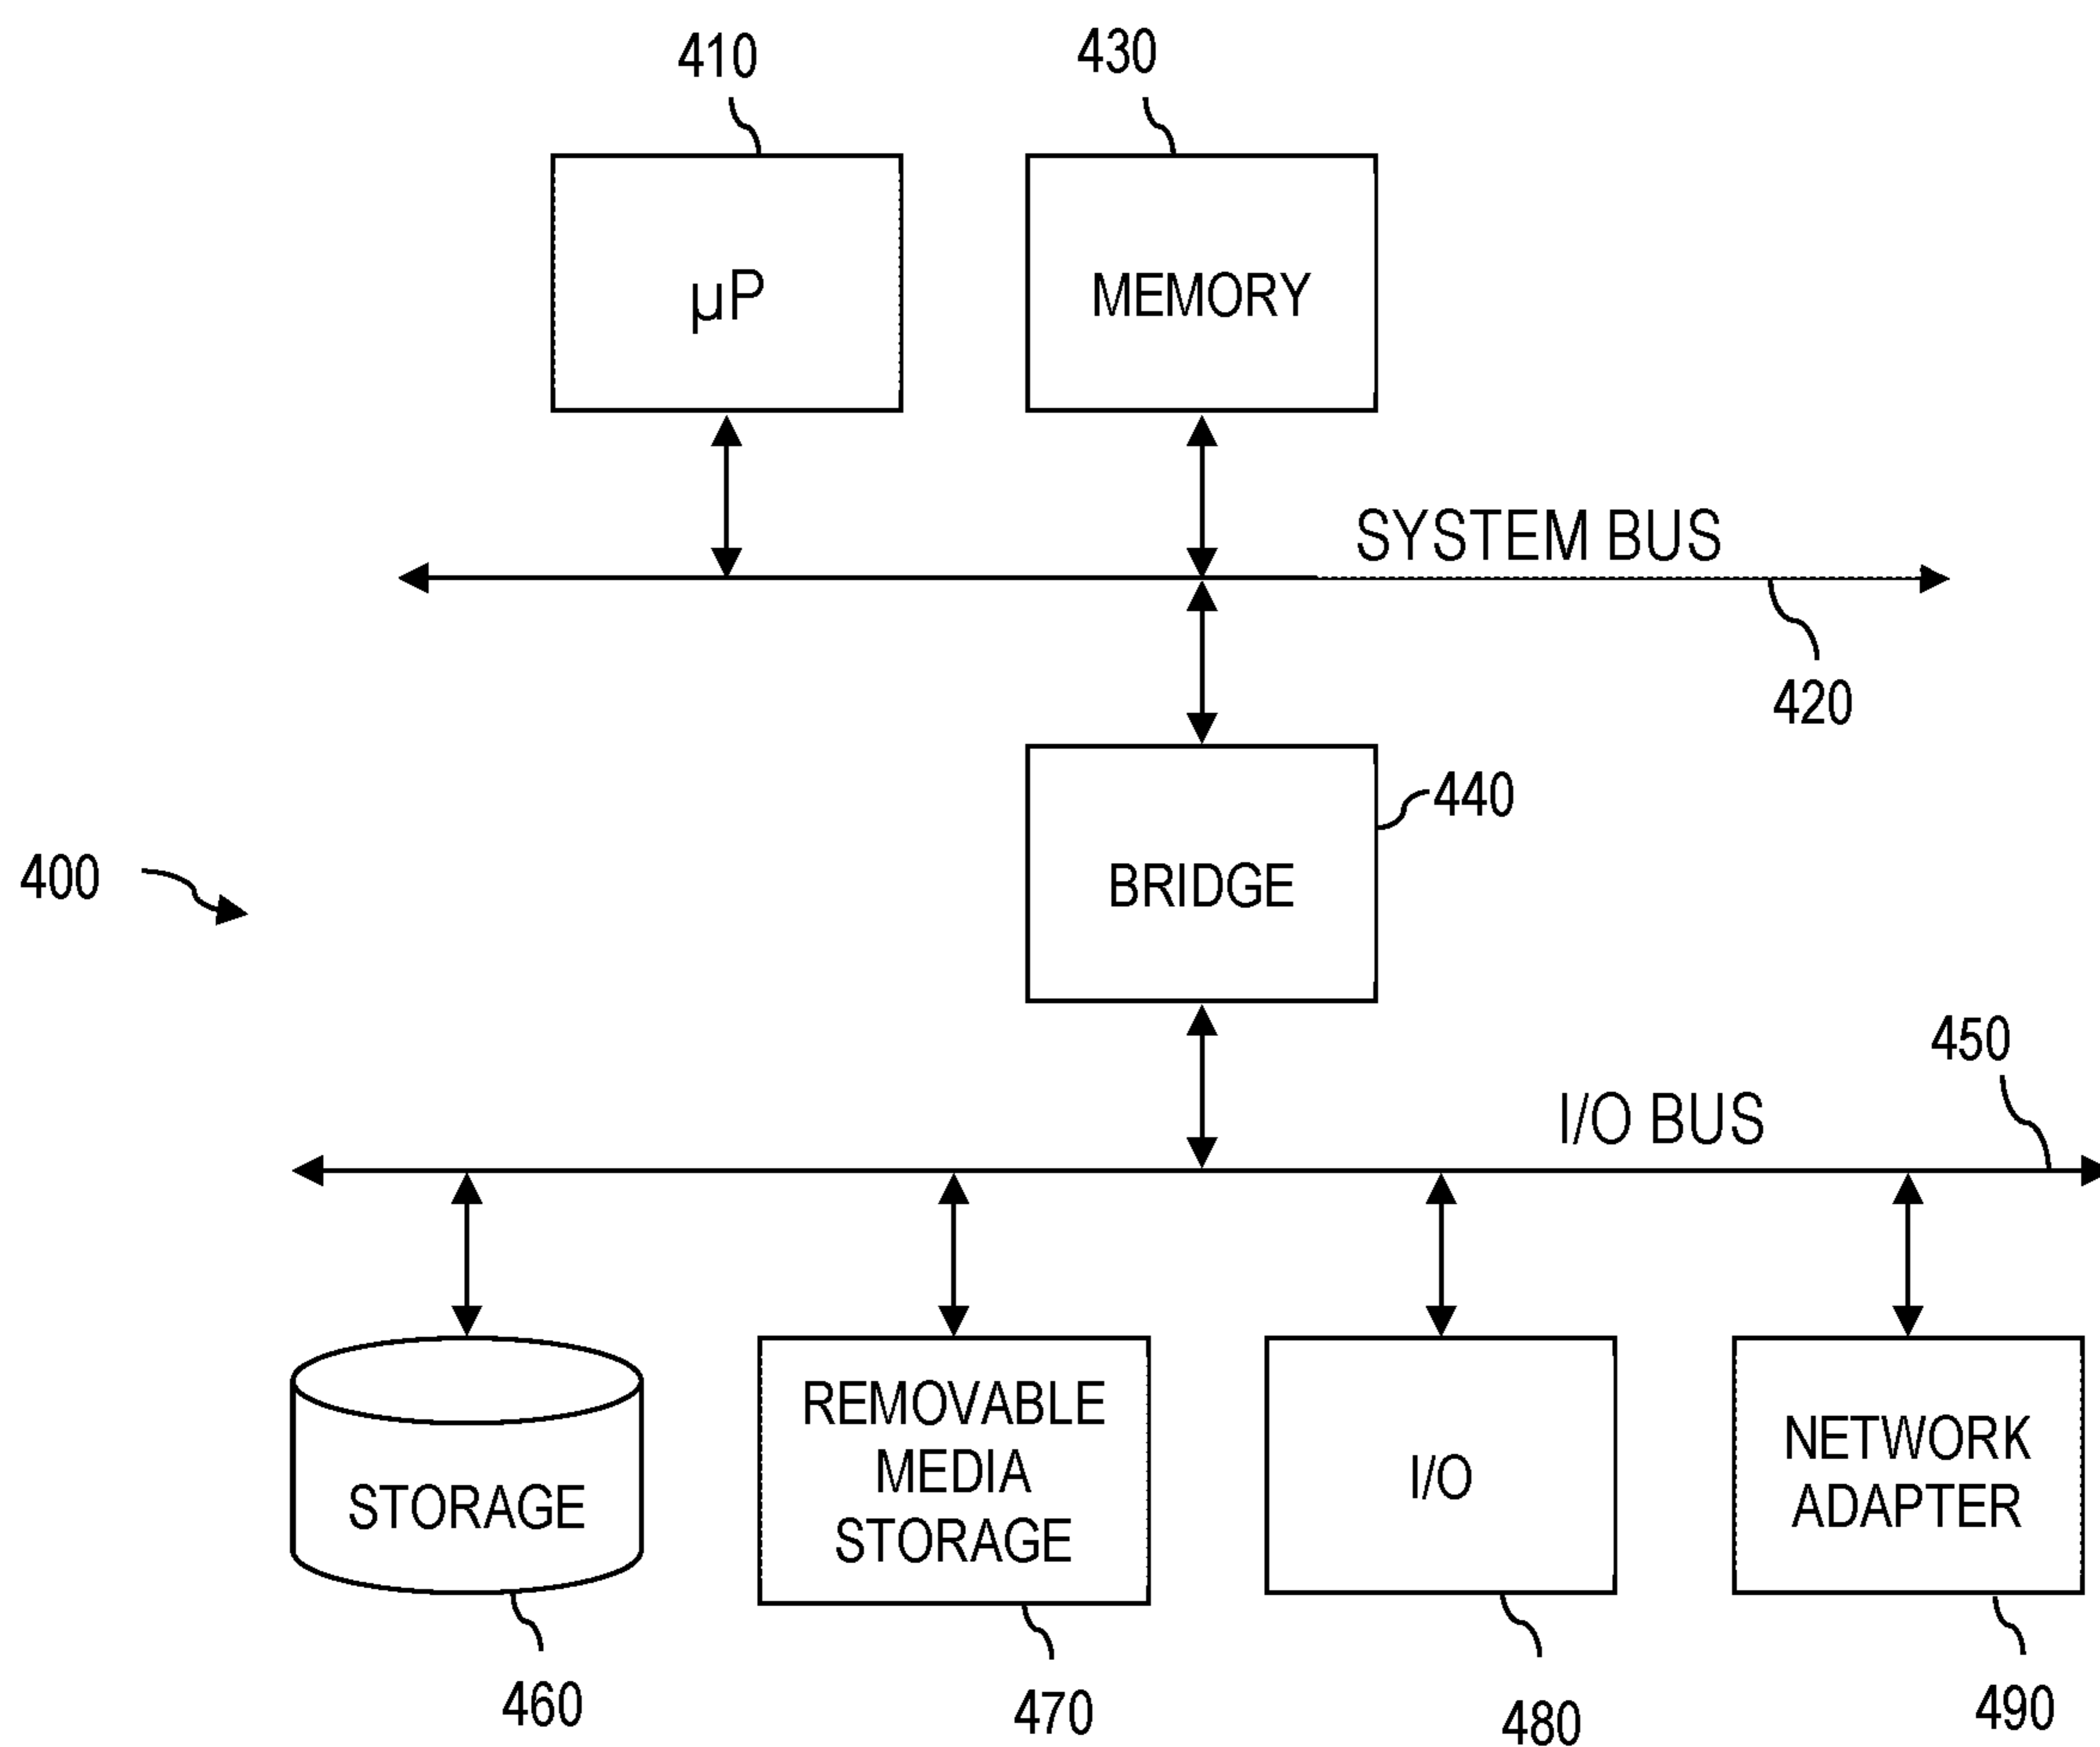 410
430
µP
MEMORY
SYSTEM BUS
420
440
BRIDGE
400
450
I/O BUS
REMOVABLE
MEDIA
STORAGE
STORAGE
I/O
NETWORK
ADAPTER
460
470
480
490